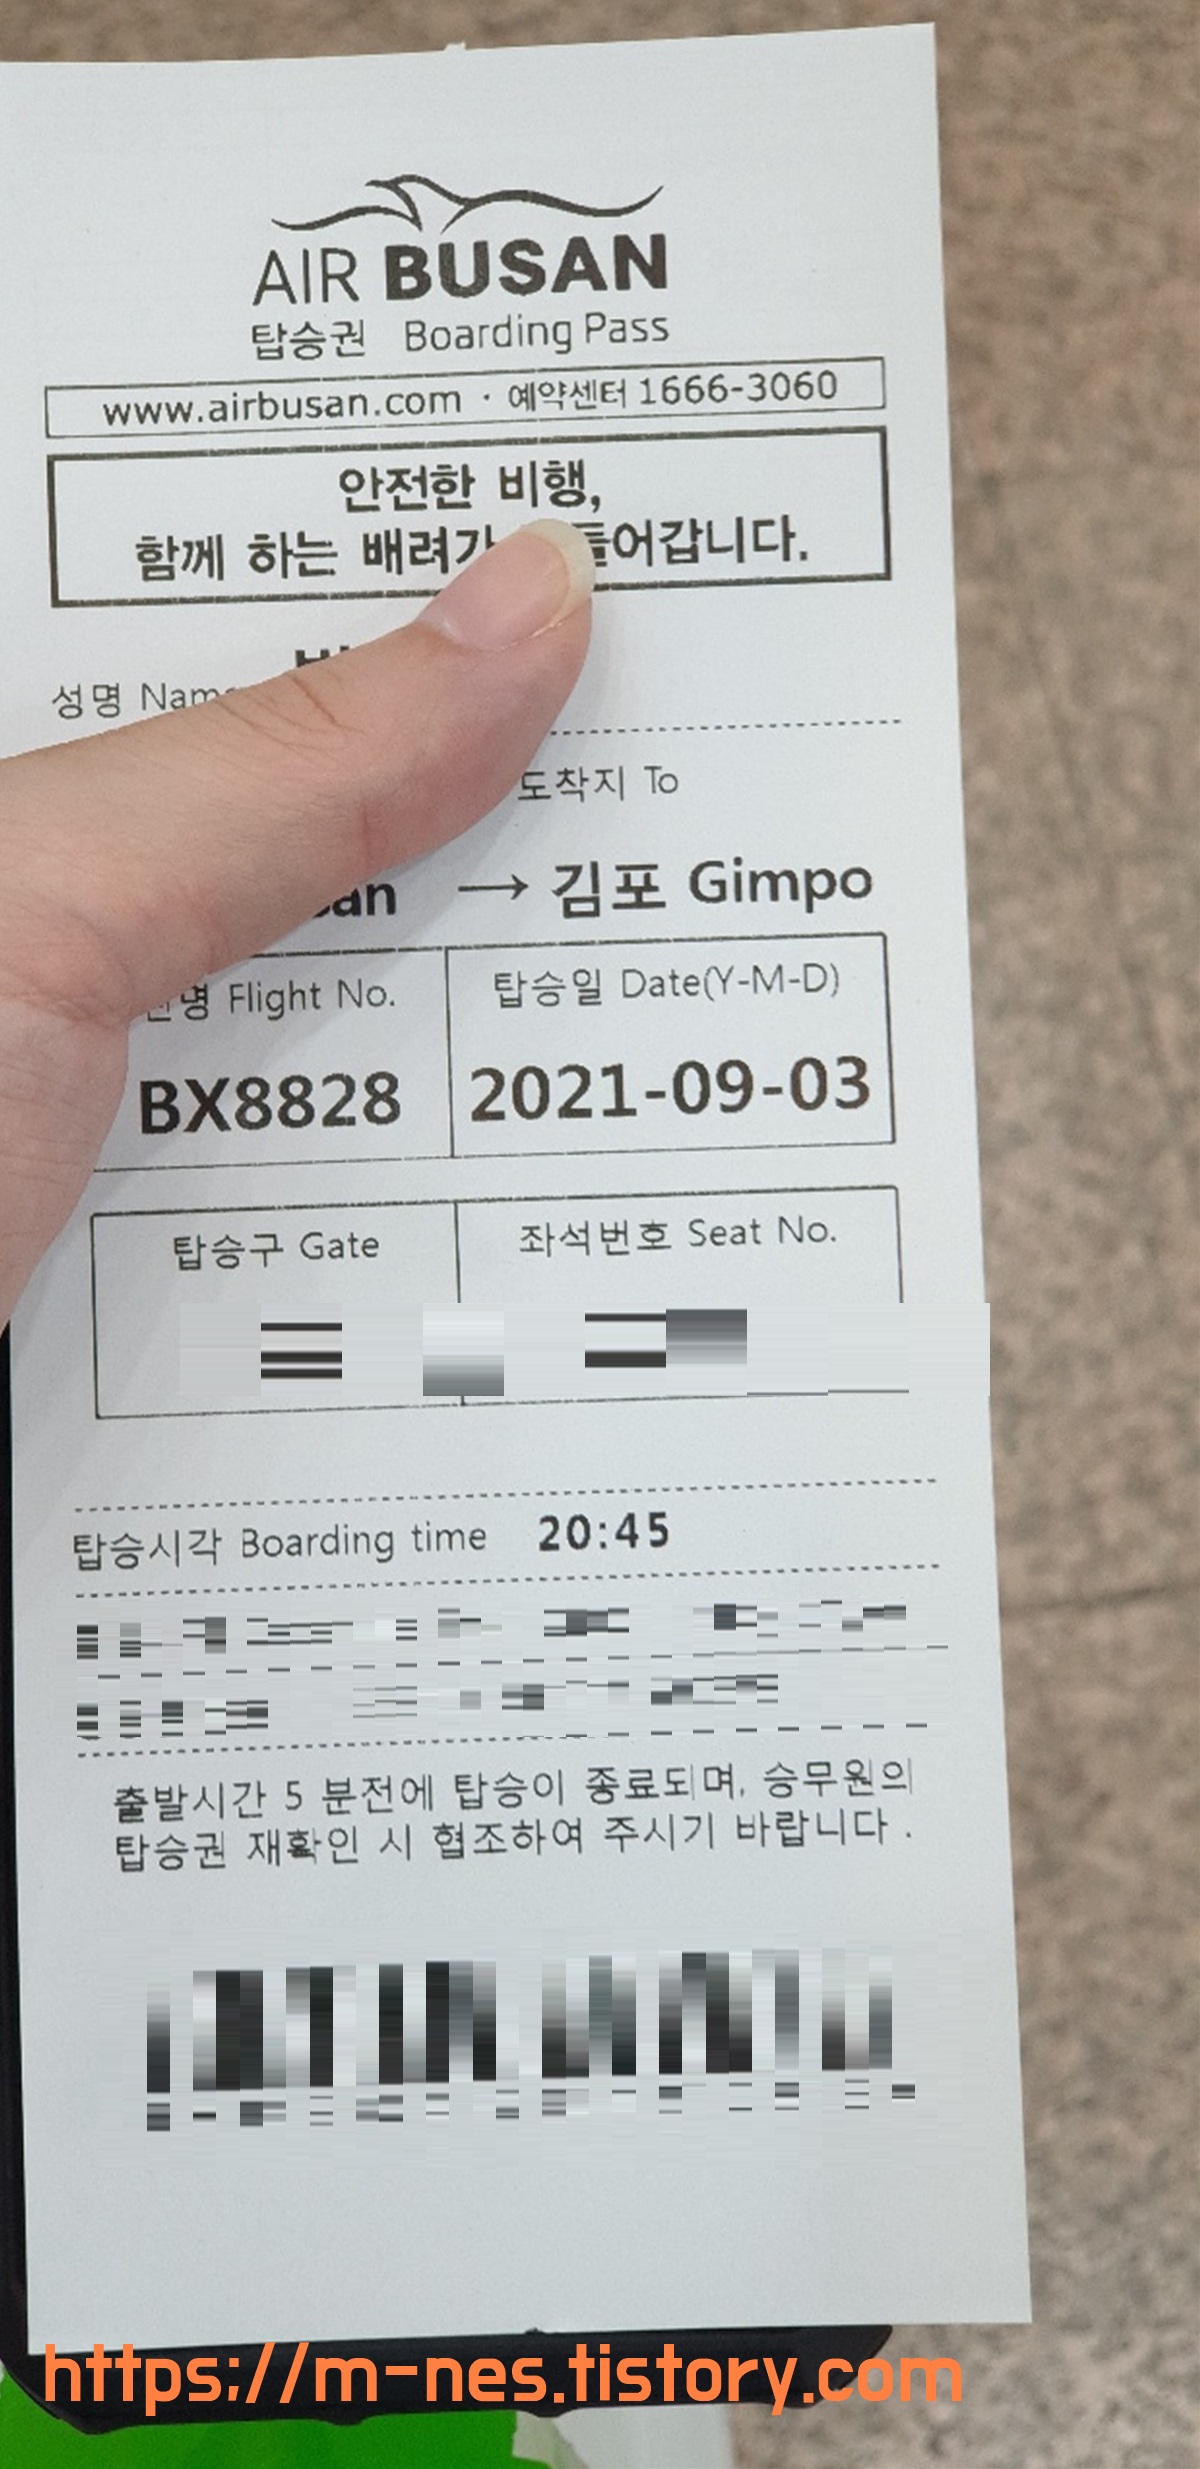 AIR BUSAN
탑승권 Boarding Pass
www.airbusan.com · 예약센터 1666-3060
안전한 비행,
함께 하는 배려가 들어갑니다.
성명 Name
도착지 To
→ 김포 Gimpo
Flight No. 탑승일 Date(Y-M-D)
BX8828 2021-09-03
탑승구 Gate 좌석번호 Seat No.
탑승시각 Boarding time 20:45
출발시간 5 분전에 탑승이 종료되며, 승무원의
탑승권 재확인 시 협조하여 주시기 바랍니다 .
https://m-nes.tistory.com